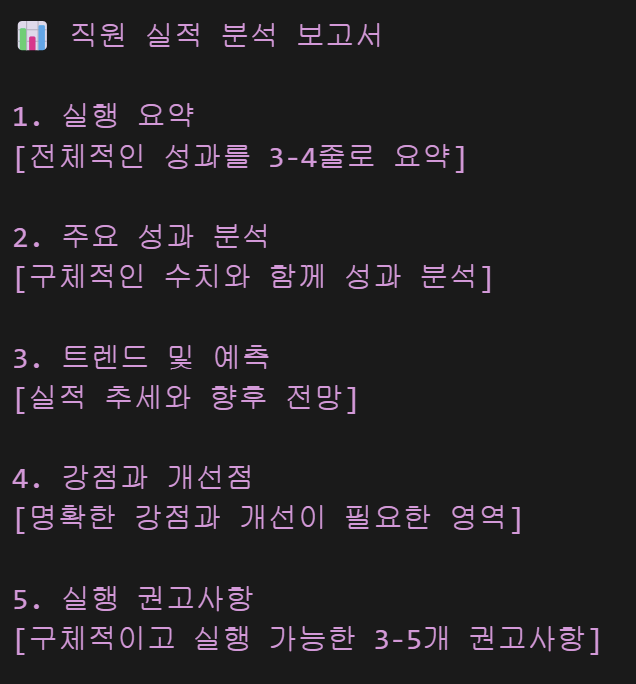 📊 직원 실적 분석 보고서
1. 실행 요약
[전체적인 성과를 3-4줄로 요약]
2. 주요 성과 분석
[구체적인 수치와 함께 성과 분석]
3. 트렌드 및 예측
[실적 추세와 향후 전망]
4. 강점과 개선점
[명확한 강점과 개선이 필요한 영역]
5. 실행 권고사항
[구체적이고 실행 가능한 3-5개 권고사항]